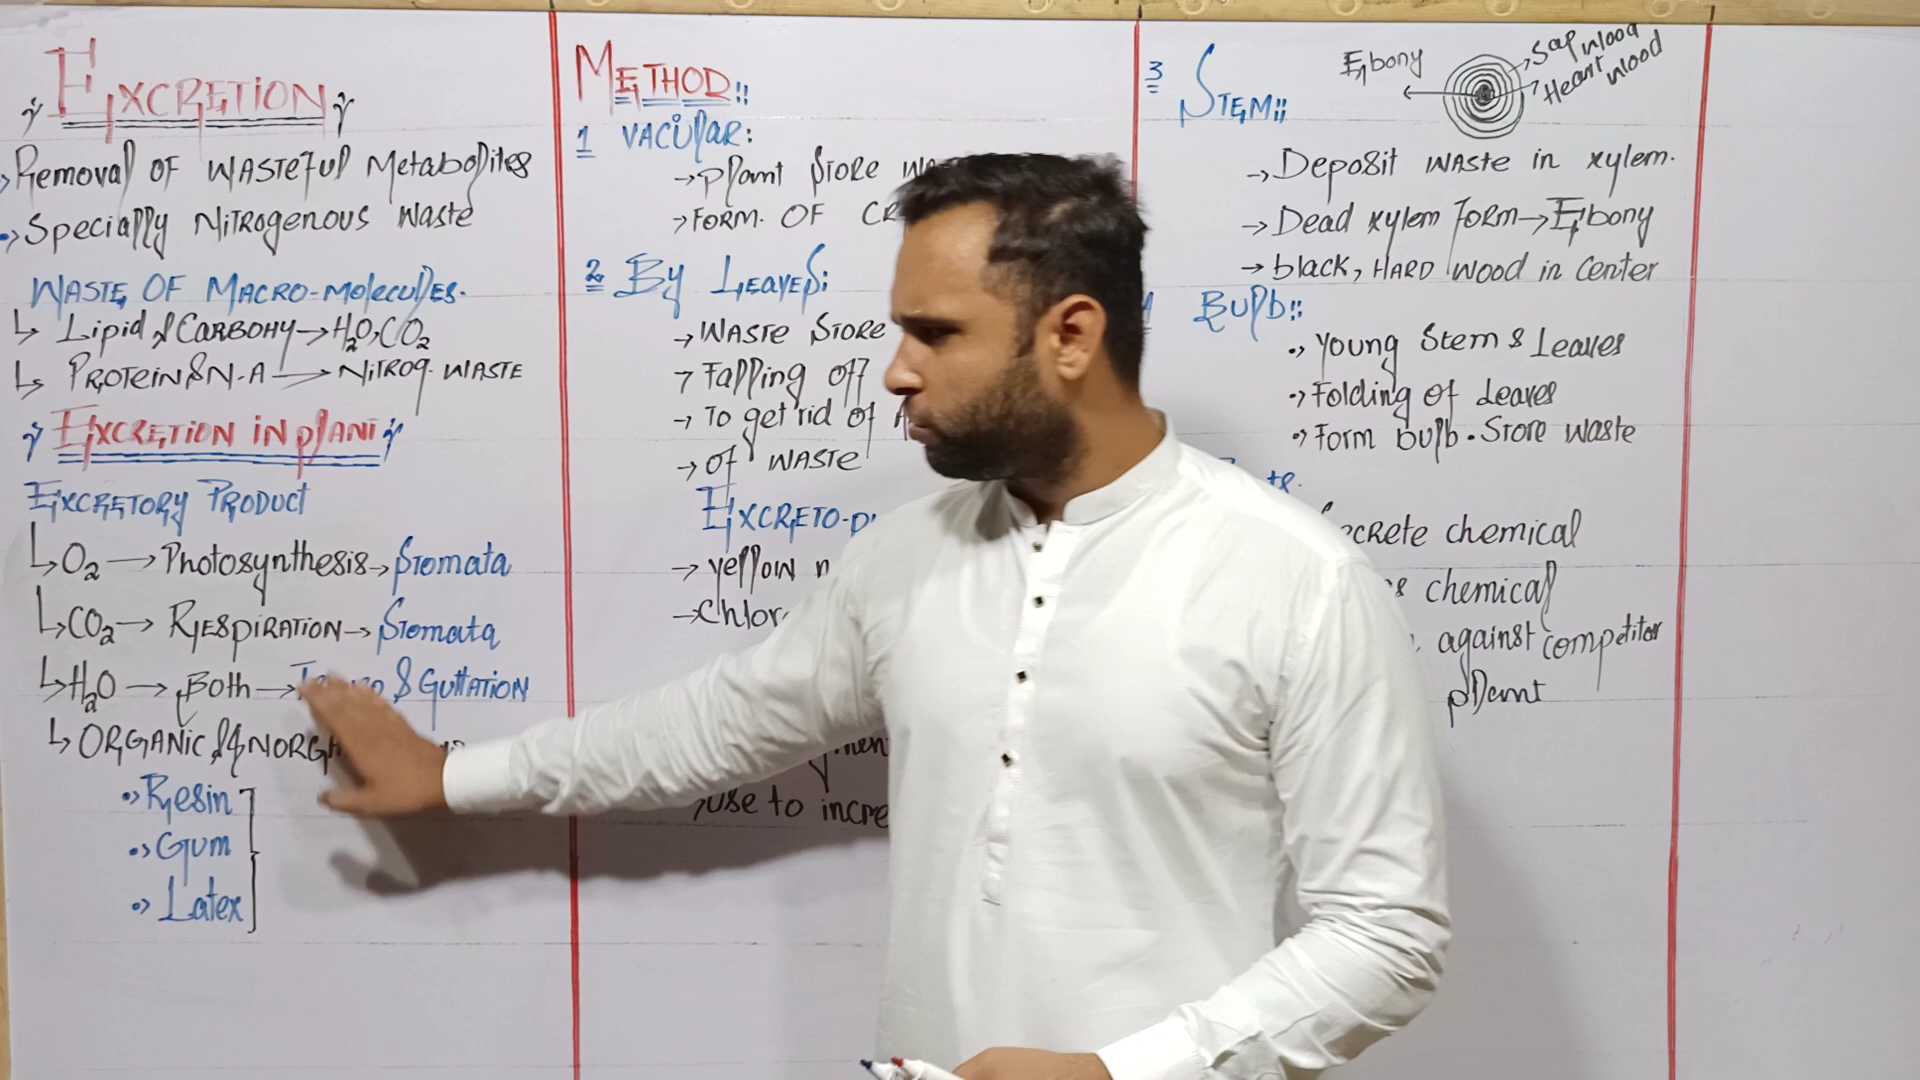 EXCRETION
Removal OF WASTEFUL Metabolites
Specially Nitrogenous Waste
WASTE OF MACRO-Molecules.
Lipid & CARBOHY → H₂O, CO₂
PROTEIN & N-A → NITROG. WASTE
EXCRETION IN PLANT
EXCRETORY PRODUCT
O₂ → Photosynthesis → Stomata
CO₂ → RESPIRATION → Stomata
H₂O → Both → & GUTTATION
ORGANIC &
Resin
Gum
Latex
METHOD::
1 VACULAR:
→ Plant Store
→ FORM. OF
2 By LEAVES:
→ WASTE STORE
→ Falling off
→ To get rid of
→ of WASTE
EXCRETO-
→ yellow
→
use to
3 STEM::
Ebony
Sap wood
Heart wood
→ Deposit WASTE in xylem.
→ Dead xylem Form → Ebony
→ black, HARD wood in Center
BULB::
Young Stem & Leaves
Folding of Leaves
Form bulb. Store waste
chemical
chemical
against competitor
plant